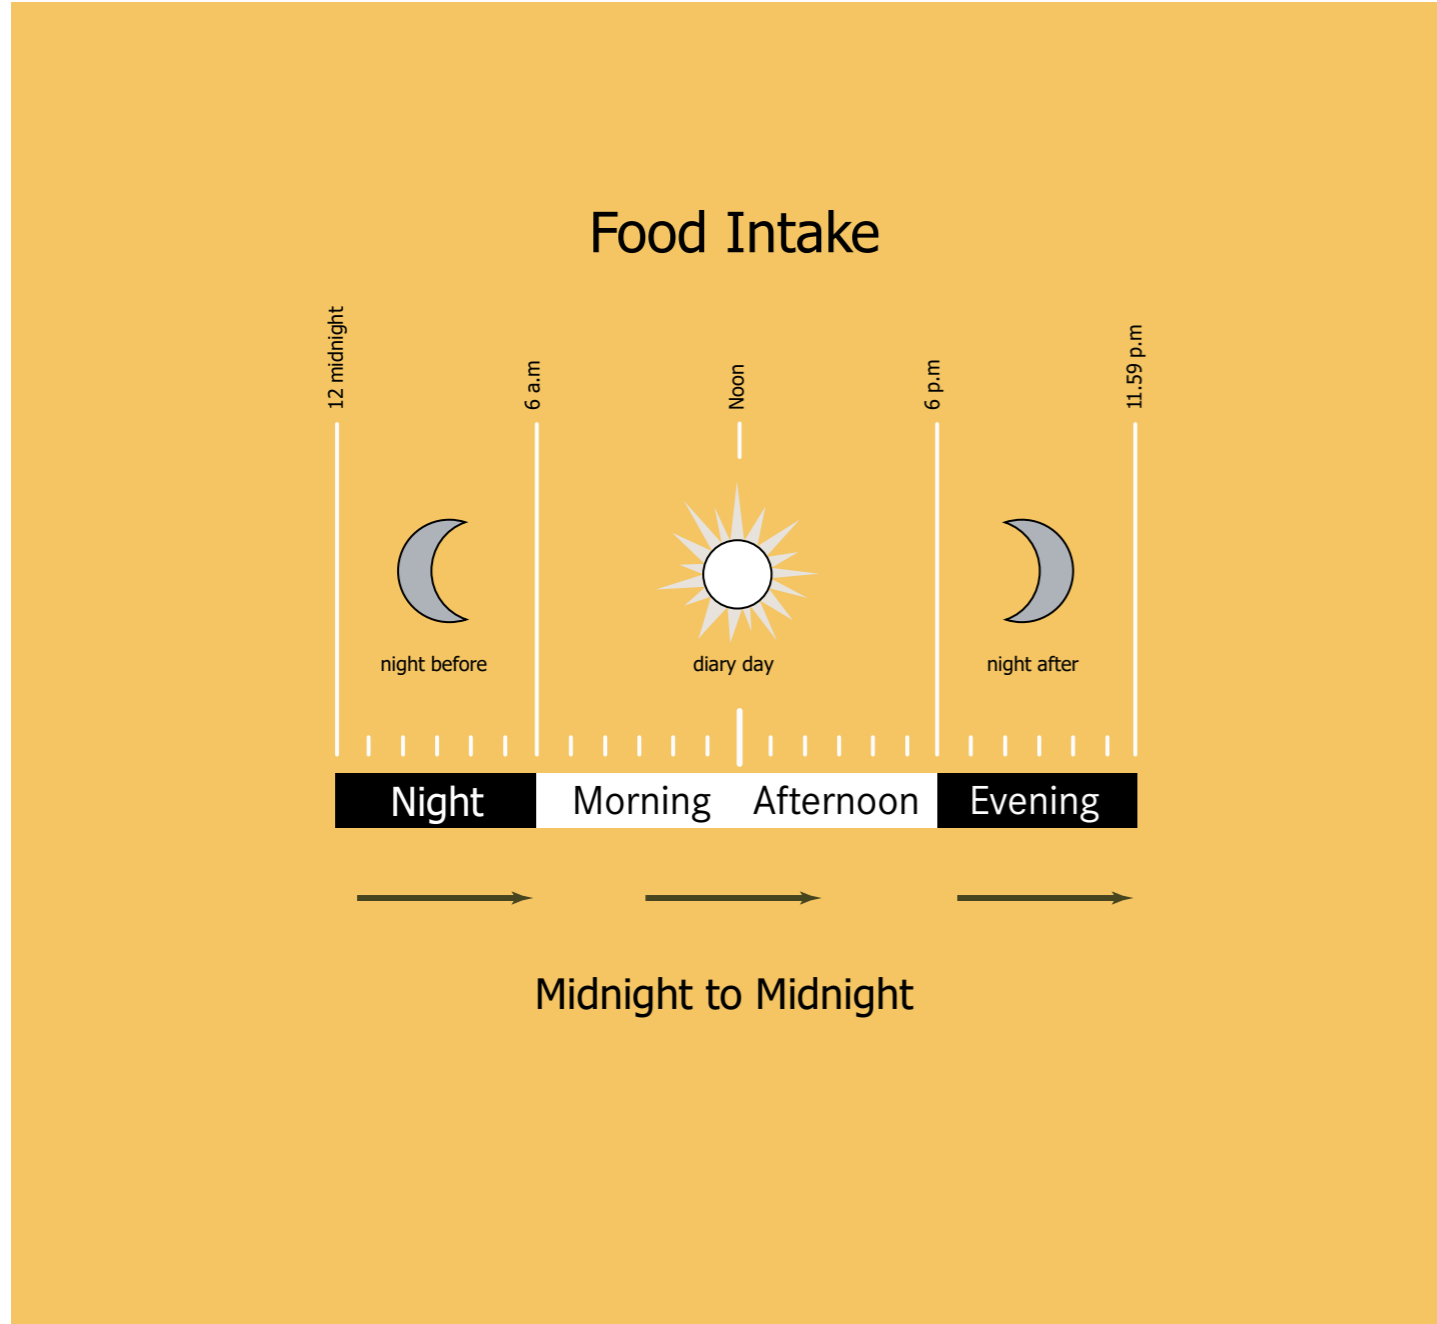 Food Intake
12 midnight
6 a.m
Noon
6 p.m
11.59 p.m
night before
diary day
night after
Night
Morning
Afternoon
Evening
Midnight to Midnight